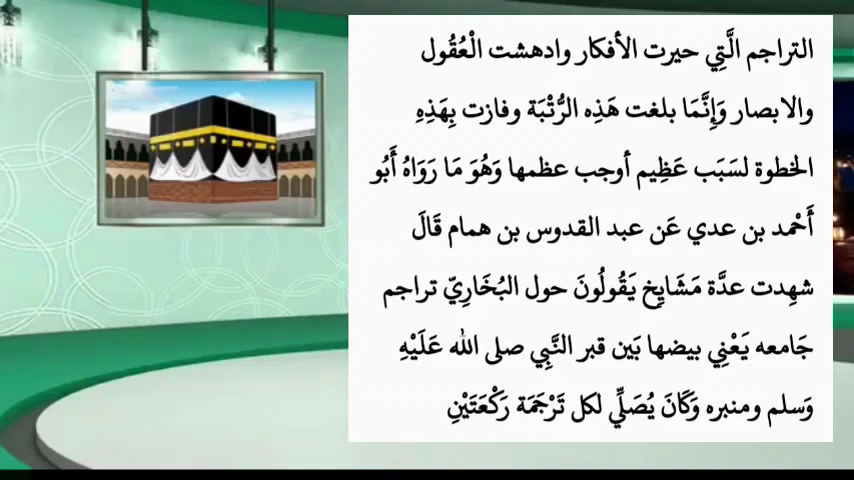 التراجم الَّتِي حيرت الأفكار وادهشت الْعُقُول
والابصار وَإِنَّمَا بلغت هَذِه الرُّتْبَة وفازت بِهَذِهِ
الخطوة لسَبَب عَظِيم أوجب عظمها وَهُوَ مَا رَوَاهُ أَبُو
أَحْمد بن عدي عَن عبد القدوس بن همام قَالَ
شهِدت عدَّة مَشَايِخ يَقُولُونَ حول البُخَارِيّ تراجم
جَامعه يَعْنِي بيضها بَين قبر النَّبِي صلى الله عَلَيْهِ
وَسلم ومنبره وَكَانَ يُصَلِّي لكل تَرْجَمَة رَكْعَتَيْنِ